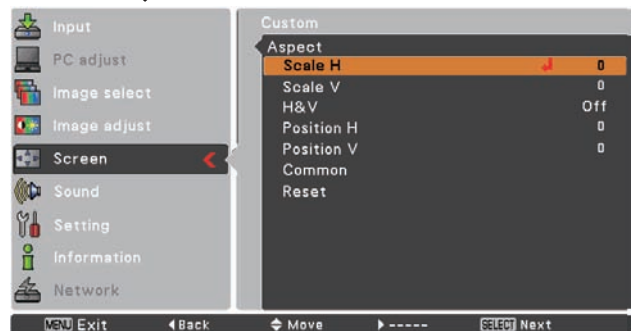 Input
PC adjust
Image select
Image adjust
Screen
Sound
Setting
Information
Network
Custom
Aspect
Scale H 0
Scale V 0
H&V Off
Position H 0
Position V 0
Common
Reset
MENU Exit ◀Back Move ▶----- SELECT Next